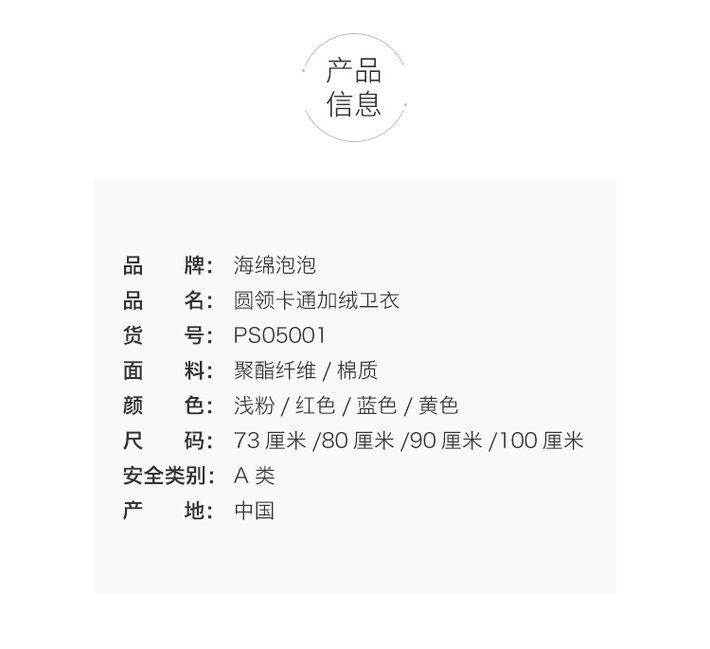 产品
信息
品 牌： 海绵泡泡
品 名： 圆领卡通加绒卫衣
货 号： PS05001
面 料： 聚酯纤维 / 棉质
颜 色： 浅粉 / 红色 / 蓝色 / 黄色
尺 码： 73 厘米 /80 厘米 /90 厘米 /100 厘米
安全类别： A 类
产 地： 中国